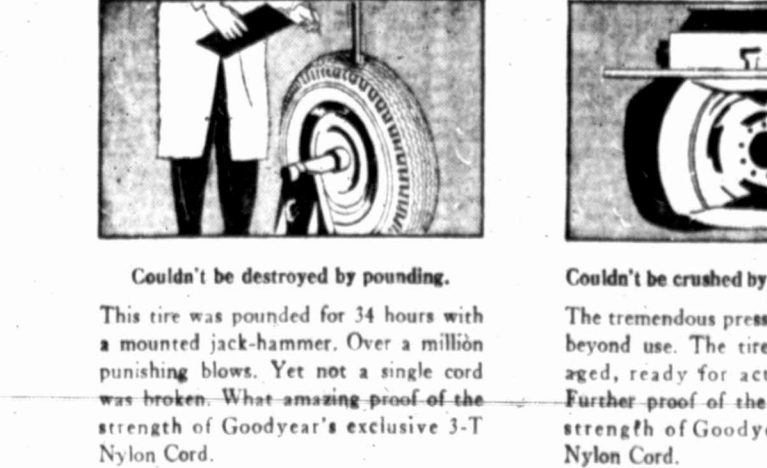 Couldn't be destroyed by pounding.
This tire was pounded for 34 hours with
a mounted jack-hammer. Over a million
punishing blows. Yet not a single cord
was broken. What amazing proof of the
strength of Goodyear's exclusive 3-T
Nylon Cord.
Couldn't be crushed by
The tremendous press
beyond use. The tire
aged, ready for act
Further proof of the
strength of Goodye
Nylon Cord.